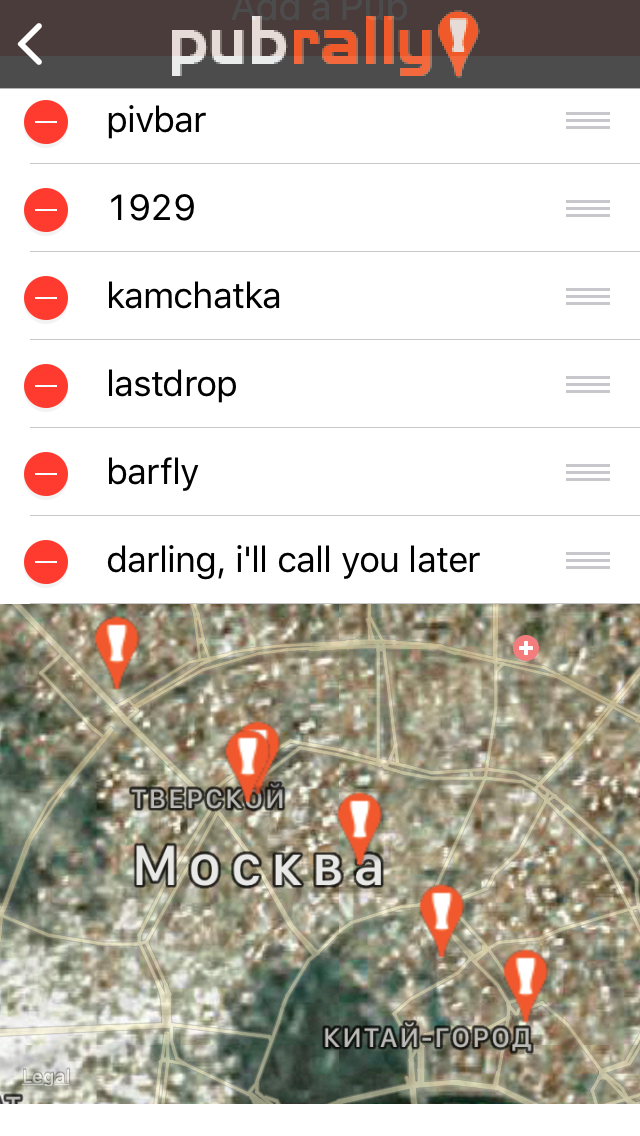 Add a Pub
pubrally
pivbar
1929
kamchatka
lastdrop
barfly
darling, i'll call you later
ТВЕРСКОЙ
Москва
КИТАЙ-ГОРОД
Legal